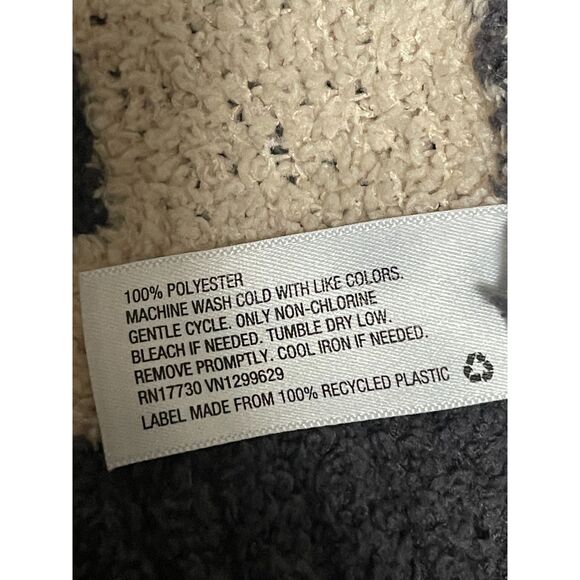 100% POLYESTER
MACHINE WASH COLD WITH LIKE COLORS.
GENTLE CYCLE. ONLY NON-CHLORINE
BLEACH IF NEEDED. TUMBLE DRY LOW.
REMOVE PROMPTLY. COOL IRON IF NEEDED.
RN17730 VN1299629
LABEL MADE FROM 100% RECYCLED PLASTIC